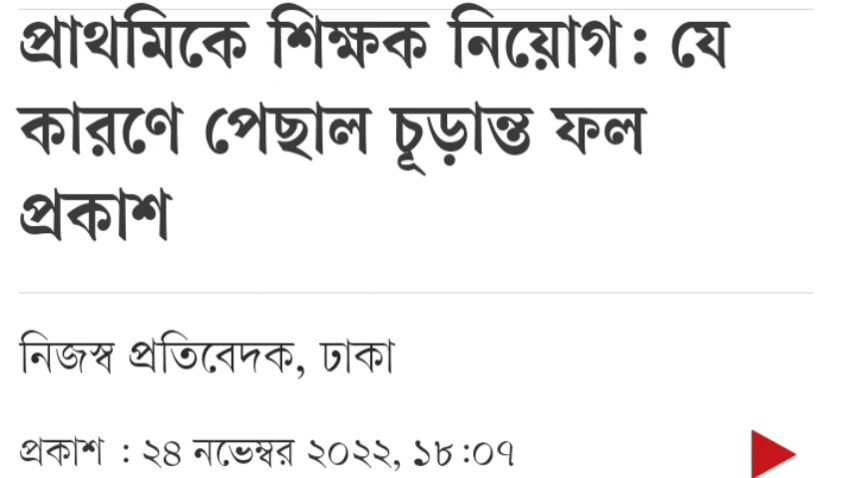 প্রাথমিকে শিক্ষক নিয়োগ: যে
কারণে পেছাল চূড়ান্ত ফল
প্রকাশ
নিজস্ব প্রতিবেদক, ঢাকা
প্রকাশ : ২৪ নভেম্বর ২০২২, ১৮:০৭